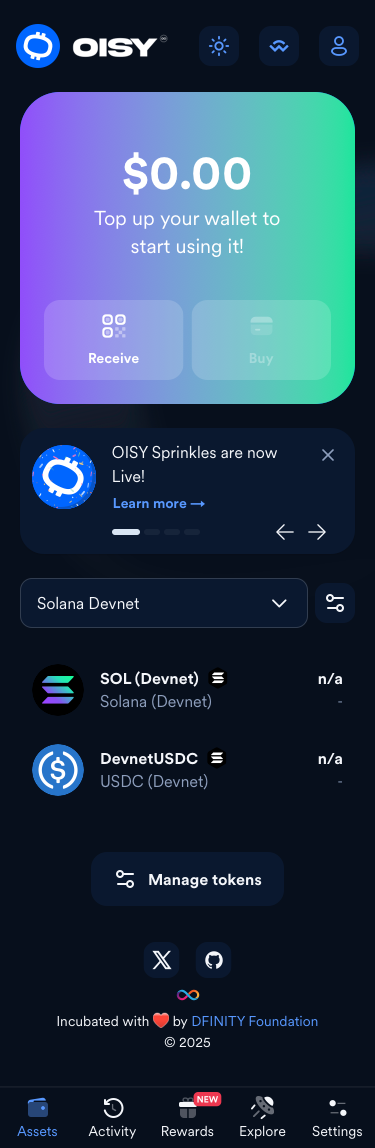 OISY
$0.00
Top up your wallet to
start using it!
Receive
Buy
OISY Sprinkles are now
Live!
Learn more →
Solana Devnet
SOL (Devnet)
n/a
Solana (Devnet)
-
DevnetUSDC
n/a
USDC (Devnet)
-
Manage tokens
Incubated with ❤️ by DFINITY Foundation
© 2025
NEW
Assets
Activity
Rewards
Explore
Settings